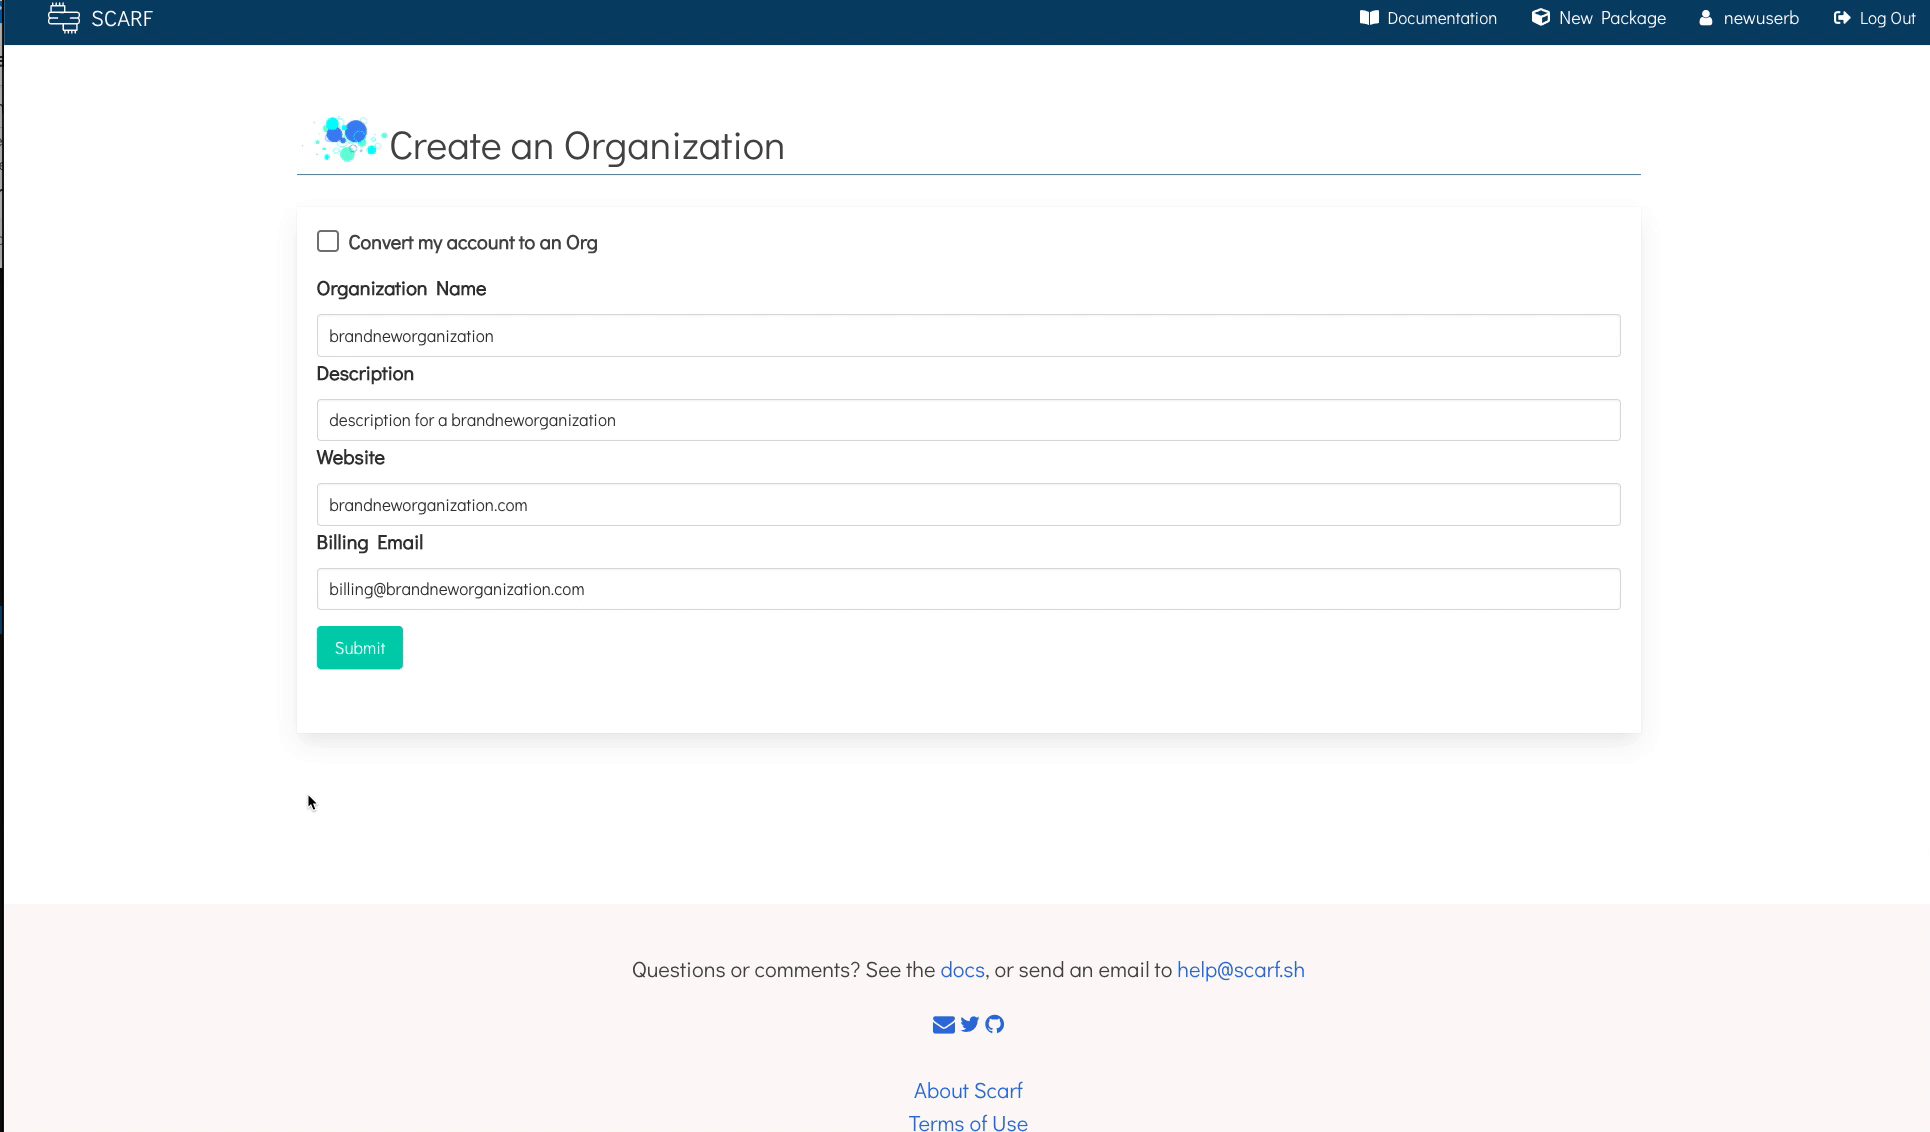 SCARF
Documentation
New Package
newuserb
Log Out
Create an Organization
Convert my account to an Org
Organization Name
brandneworganization
Description
description for a brandneworganization
Website
brandneworganization.com
Billing Email
billing@brandneworganization.com
Submit
Questions or comments? See the docs, or send an email to help@scarf.sh
About Scarf
Terms of Use